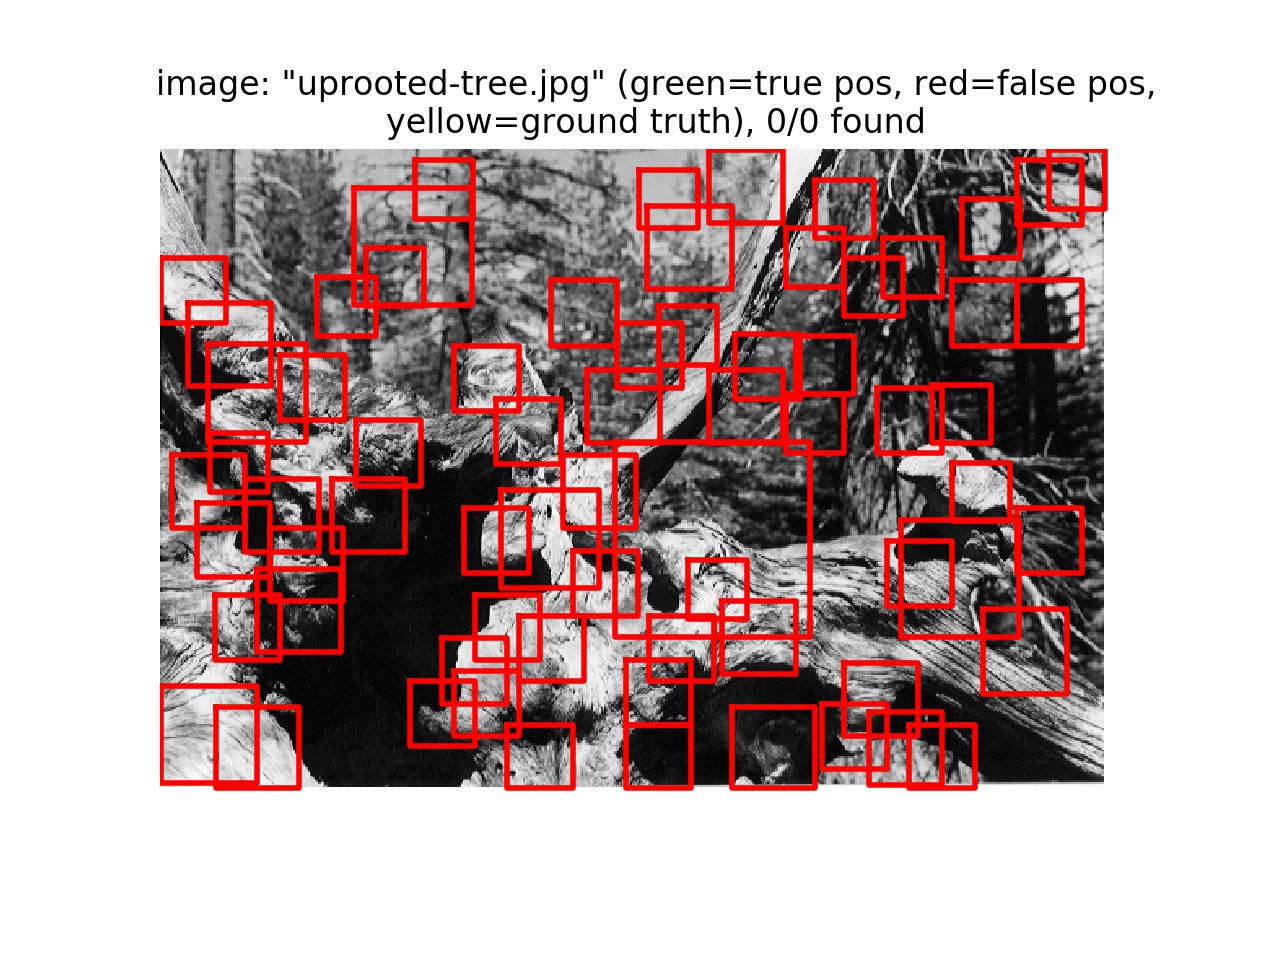 image: "uprooted-tree.jpg" (green=true pos, red=false pos,
yellow=ground truth), 0/0 found